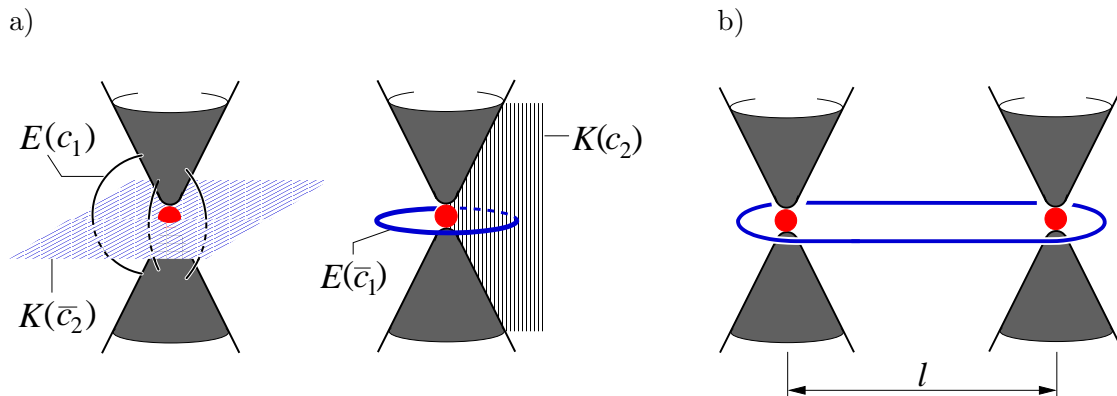 a)
b)
E(c₁)
K(c₂)
E(c̄₁)
K(c̄₂)
l